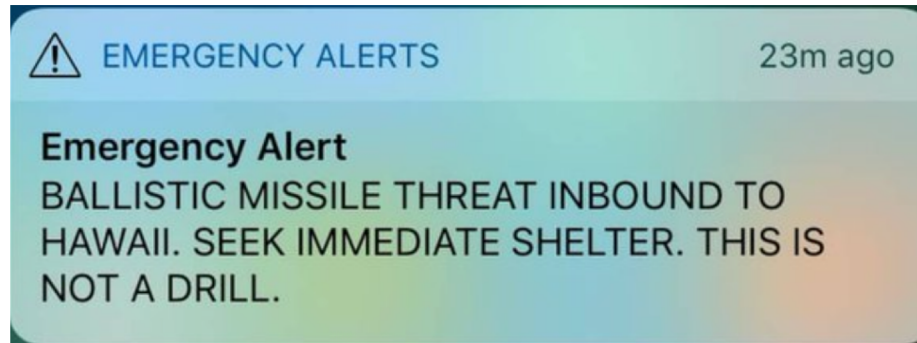 EMERGENCY ALERTS
23m ago
Emergency Alert
BALLISTIC MISSILE THREAT INBOUND TO
HAWAII. SEEK IMMEDIATE SHELTER. THIS IS
NOT A DRILL.